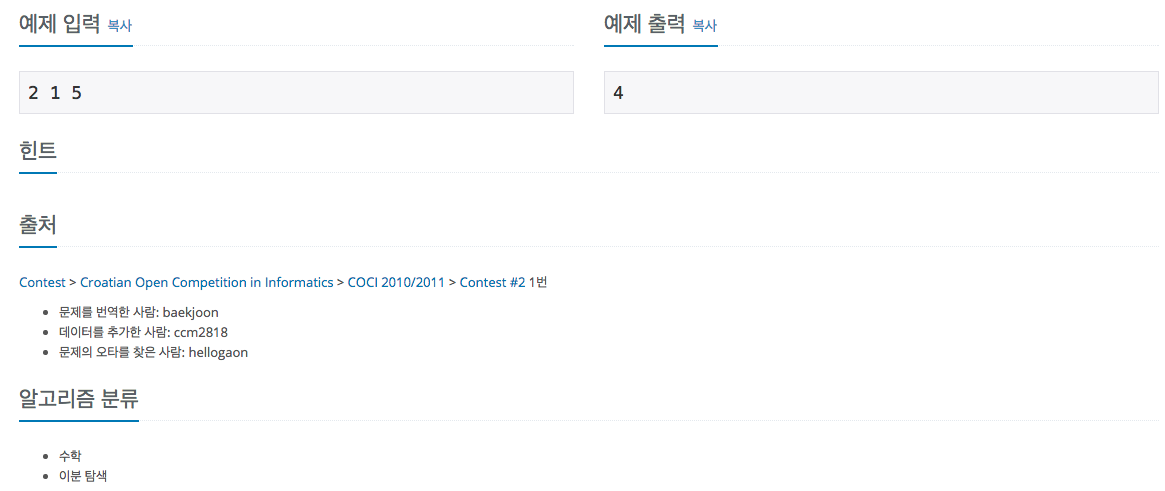 예제 입력 복사
2 1 5
예제 출력 복사
4
힌트
출처
Contest > Croatian Open Competition in Informatics > COCI 2010/2011 > Contest #2 1번
문제를 번역한 사람: baekjoon
데이터를 추가한 사람: ccm2818
문제의 오타를 찾은 사람: hellogaon
알고리즘 분류
수학
이분 탐색